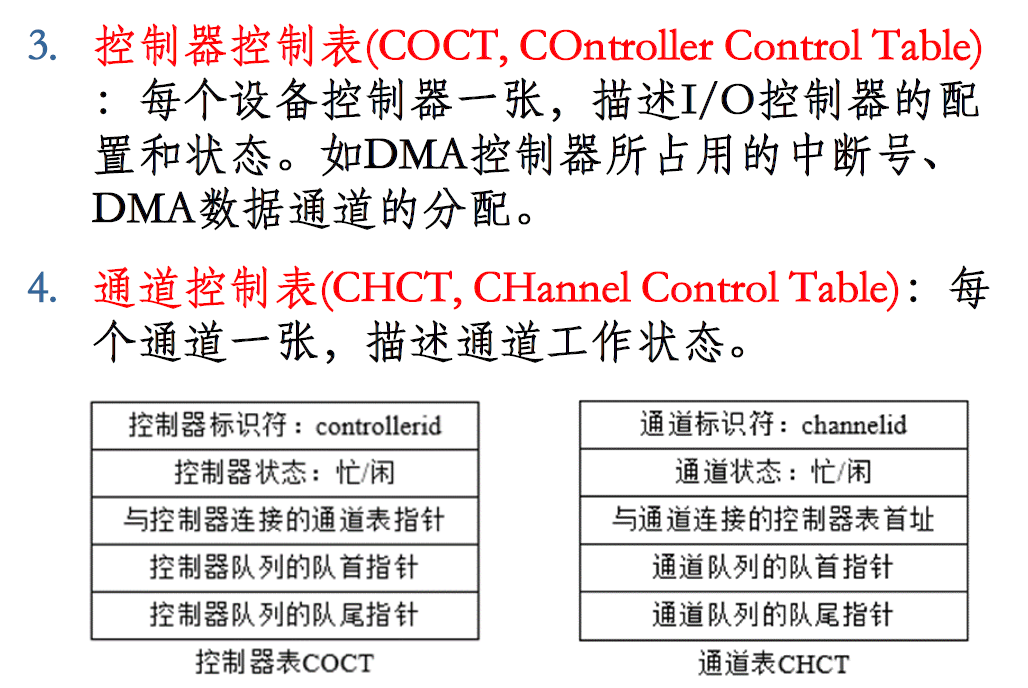 3. 控制器控制表(COCT, COntroller Control Table)
：每个设备控制器一张，描述I/O控制器的配
置和状态。如DMA控制器所占用的中断号、
DMA数据通道的分配。
4. 通道控制表(CHCT, CHannel Control Table)：每
个通道一张，描述通道工作状态。
控制器标识符：controllerid
控制器状态：忙/闲
与控制器连接的通道表指针
控制器队列的队首指针
控制器队列的队尾指针
控制器表COCT
通道标识符：channelid
通道状态：忙/闲
与通道连接的控制器表首址
通道队列的队首指针
通道队列的队尾指针
通道表CHCT